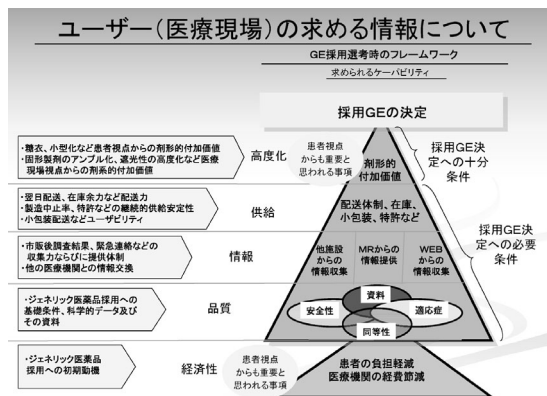 ユーザー(医療現場)の求める情報について
GE採用選考時のフレームワーク
求められるケーパビリティ
採用GEの決定
・糖衣、小型化など患者視点からの剤形的付加価値
・固形製剤のアンプル化、遮光性の高度化など医療
現場視点からの剤系的付加価値
高度化
患者視点
からも重要と
思われる事項
剤形的
付加価値
採用GE決
定への十分
条件
・翌日配送、在庫余力など配送力
・製造中止率、特許などの継続的供給安定性
・小包装配送などユーザビリティ
供給
配送体制、在庫、
小包装、特許など
採用GE決
定への必要
条件
・市販後調査結果、緊急連絡などの
収集力ならびに提供体制
・他の医療機関との情報交換
情報
他施設
からの
情報収集
MRからの
情報提供
WEB
からの
情報収集
・ジェネリック医薬品採用への
基礎条件、科学的データ及び
その資料
品質
資料
安全性
適応症
同等性
・ジェネリック医薬品
採用への初期動機
経済性
患者視点
からも重要と
思われる事項
患者の負担軽減
医療機関の経費節減